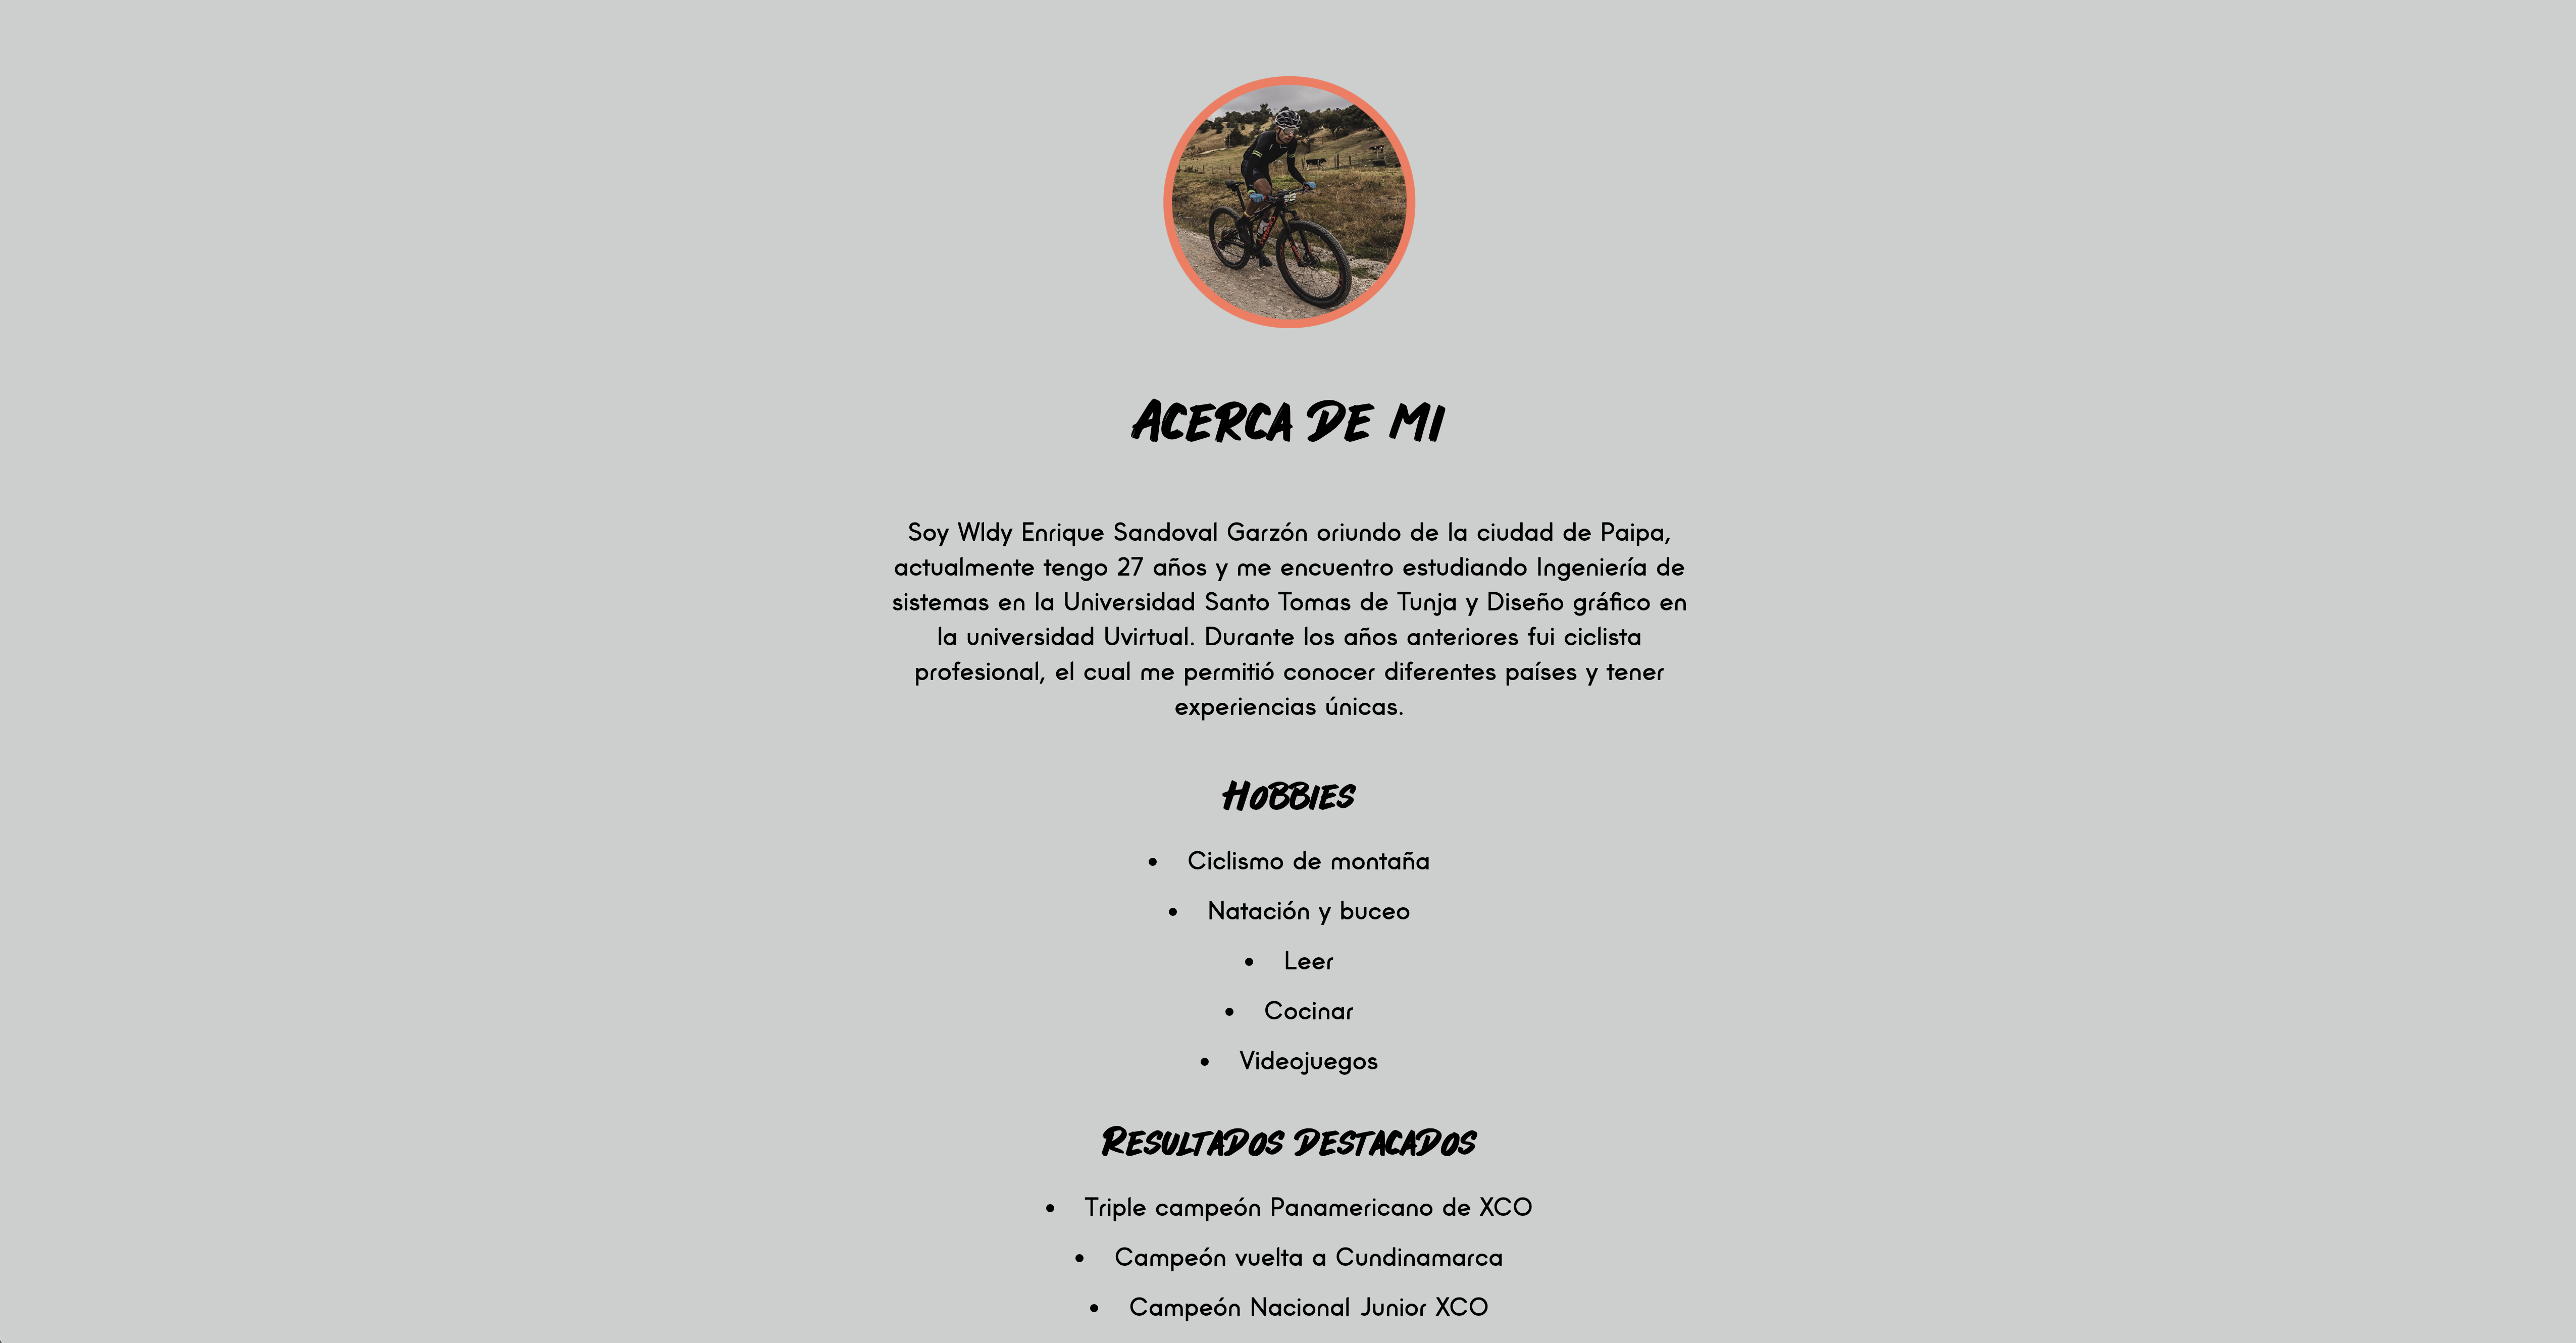 Acerca de mi
Soy Wldy Enrique Sandoval Garzón oriundo de la ciudad de Paipa,
actualmente tengo 27 años y me encuentro estudiando Ingeniería de
sistemas en la Universidad Santo Tomas de Tunja y Diseño gráfico en
la universidad Uvirtual. Durante los años anteriores fui ciclista
profesional, el cual me permitió conocer diferentes países y tener
experiencias únicas.
Hobbies
• Ciclismo de montaña
• Natación y buceo
• Leer
• Cocinar
• Videojuegos
Resultados destacados
• Triple campeón Panamericano de XCO
• Campeón vuelta a Cundinamarca
• Campeón Nacional Junior XCO